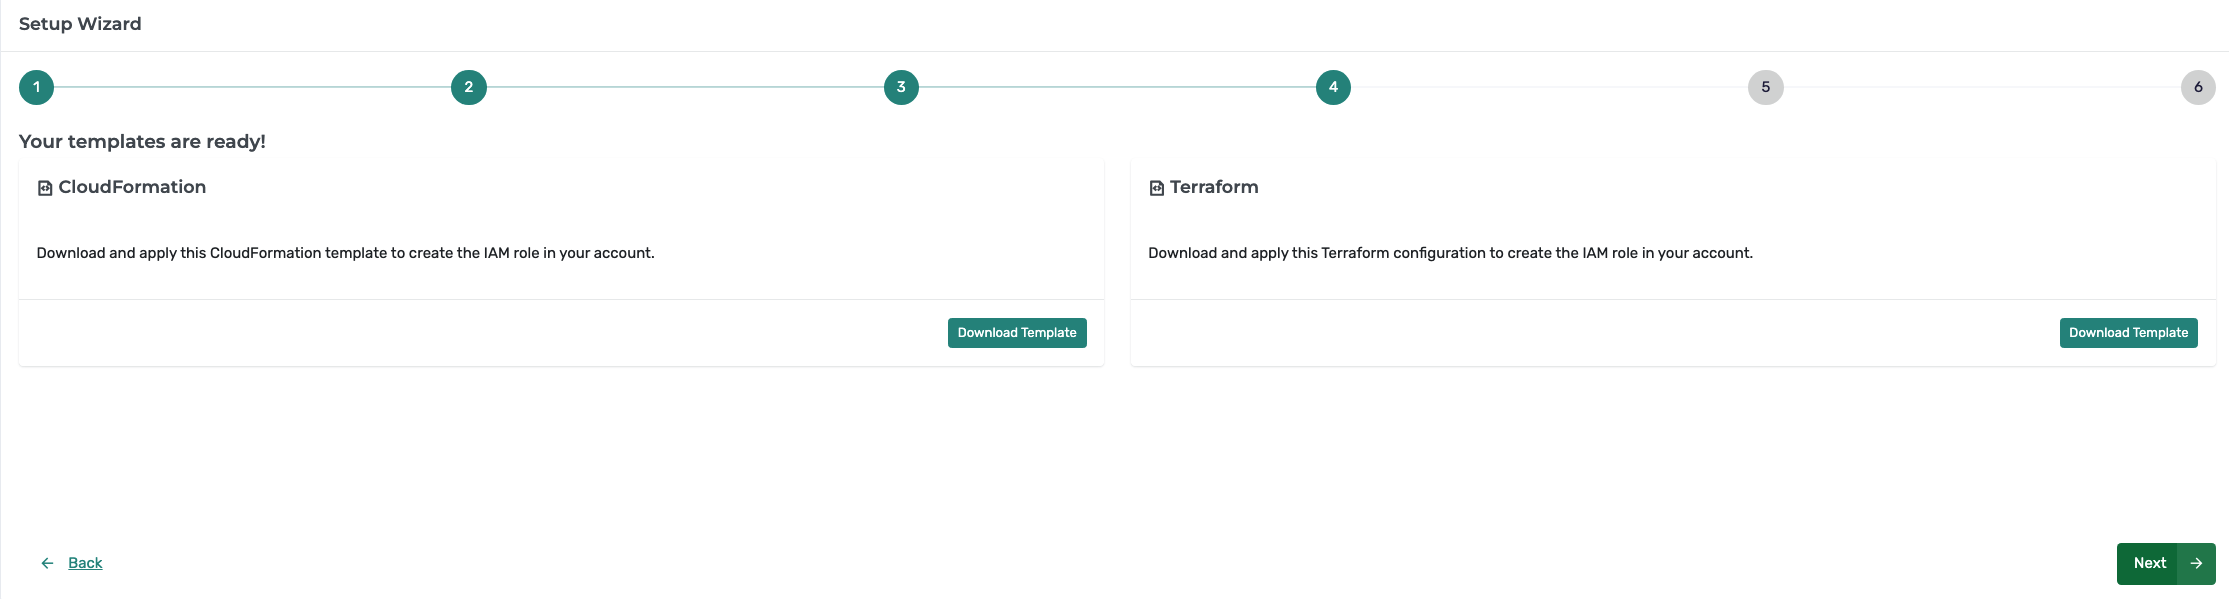 Setup Wizard
1
2
3
4
5
6
Your templates are ready!
CloudFormation
Download and apply this CloudFormation template to create the IAM role in your account.
Download Template
Terraform
Download and apply this Terraform configuration to create the IAM role in your account.
Download Template
Back
Next